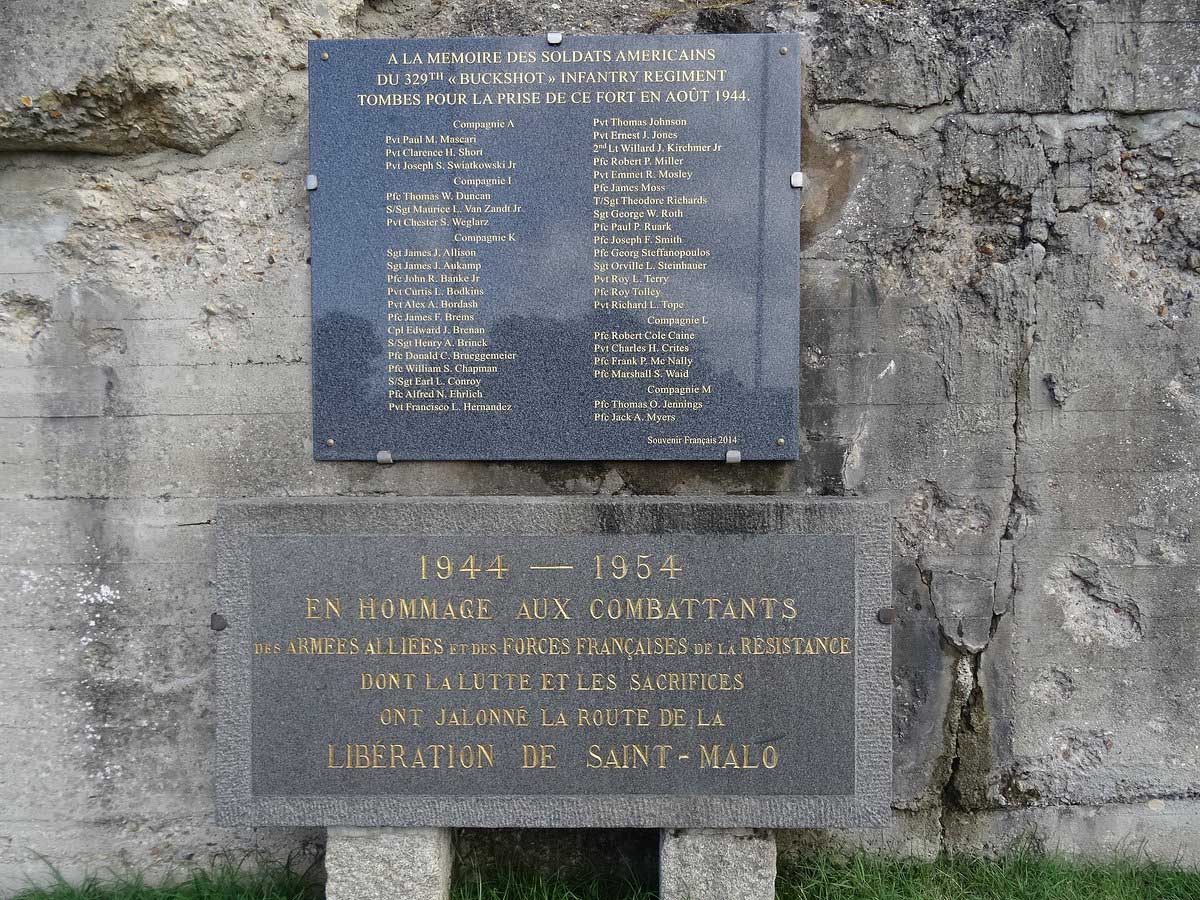 A LA MEMOIRE DES SOLDATS AMERICAINS
DU 329TH « BUCKSHOT » INFANTRY REGIMENT
TOMBES POUR LA PRISE DE CE FORT EN AOÛT 1944.
Compagnie A
Pvt Paul M. Mascari
Pvt Clarence H. Short
Pvt Joseph S. Swiatkowski Jr
Compagnie I
Pfc Thomas W. Duncan
S/Sgt Maurice L. Van Zandt Jr.
Pvt Chester S. Weglarz
Compagnie K
Sgt James J. Allison
Sgt James J. Aukamp
Pfc John R. Banke Jr
Pvt Curtis L. Bodkins
Pvt Alex A. Bordash
Pfc James F. Brems
Cpl Edward J. Brenan
S/Sgt Henry A. Brinck
Pfc Donald C. Brueggemeier
Pfc William S. Chapman
S/Sgt Earl L. Conroy
Pfc Alfred N. Ehrlich
Pvt Francisco L. Hernandez
Pvt Thomas Johnson
Pvt Ernest J. Jones
2nd Lt Willard J. Kirchmer Jr
Pfc Robert P. Miller
Pvt Emmet R. Mosley
Pfc James Moss
T/Sgt Theodore Richards
Sgt George W. Roth
Pfc Paul P. Ruark
Pfc Joseph F. Smith
Pfc Georg Steffanopoulos
Sgt Orville L. Steinhauer
Pvt Roy L. Terry
Pfc Roy Tolley
Pvt Richard L. Tope
Compagnie L
Pfc Robert Cole Caine
Pvt Charles H. Crites
Pfc Frank P. Mc Nally
Pfc Marshall S. Waid
Compagnie M
Pfc Thomas O. Jennings
Pfc Jack A. Myers
Souvenir Français 2014
1944 — 1954
EN HOMMAGE AUX COMBATTANTS
DES ARMÉES ALLIÉES ET DES FORCES FRANÇAISES DE LA RÉSISTANCE
DONT LA LUTTE ET LES SACRIFICES
ONT JALONNÉ LA ROUTE DE LA
LIBÉRATION DE SAINT-MALO